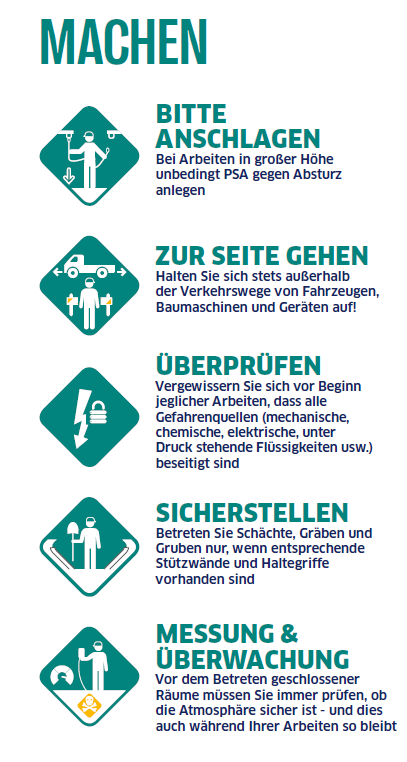 MACHEN
BITTE
ANSCHLAGEN
Bei Arbeiten in großer Höhe
unbedingt PSA gegen Absturz
anlegen
ZUR SEITE GEHEN
Halten Sie sich stets außerhalb
der Verkehrswege von Fahrzeugen,
Baumaschinen und Geräten auf!
ÜBERPRÜFEN
Vergewissern Sie sich vor Beginn
jeglicher Arbeiten, dass alle
Gefahrenquellen (mechanische,
chemische, elektrische, unter
Druck stehende Flüssigkeiten usw.)
beseitigt sind
SICHERSTELLEN
Betreten Sie Schächte, Gräben und
Gruben nur, wenn entsprechende
Stützwände und Haltegriffe
vorhanden sind
MESSUNG &
ÜBERWACHUNG
Vor dem Betreten geschlossener
Räume müssen Sie immer prüfen, ob
die Atmosphäre sicher ist - und dies
auch während Ihrer Arbeiten so bleibt